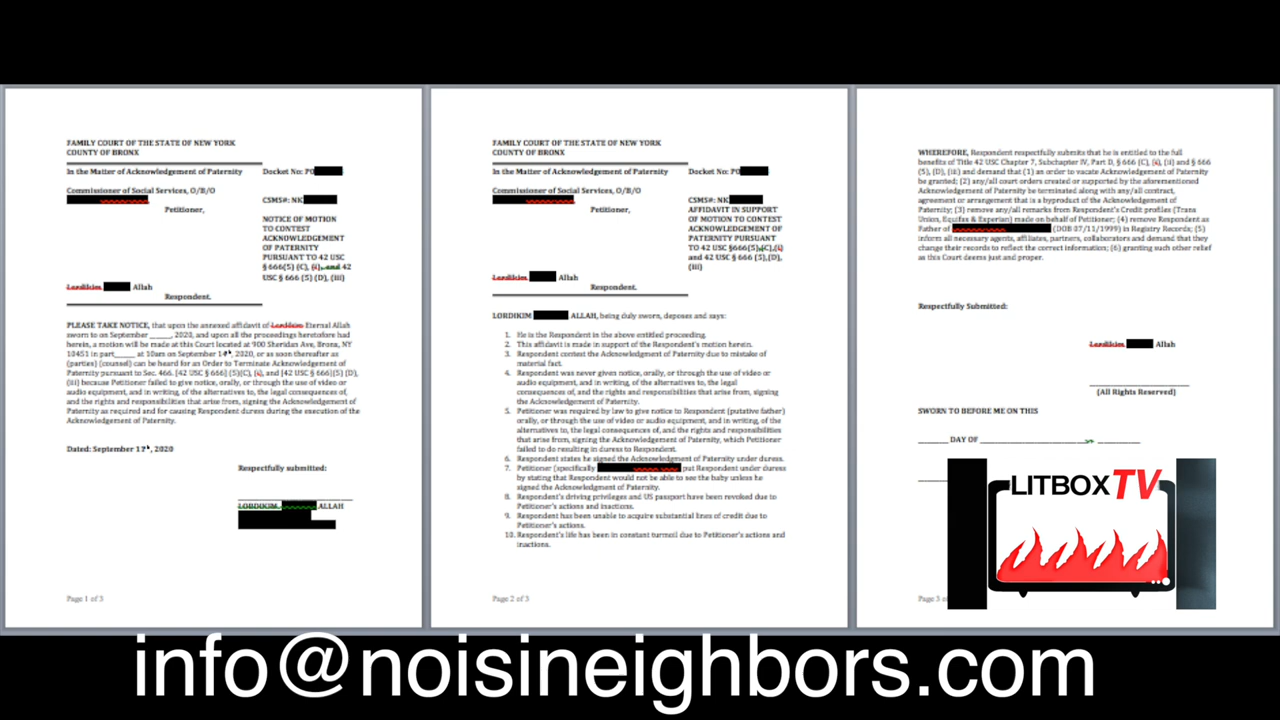 FAMILY COURT OF THE STATE OF NEW YORK
COUNTY OF BRONX
In the Matter of Acknowledgement of Paternity
Docket No: P0
Commissioner of Social Services, O/B/O
CSMS#: NK
Petitioner,
NOTICE OF MOTION
TO CONTEST
ACKNOWLEDGEMENT
OF PATERNITY
PURSUANT TO 42 USC
§ 666(5) (C), (i), and 42
USC § 666 (5) (D), (iii)
Lordikim Allah
Respondent.
PLEASE TAKE NOTICE, that upon the annexed affidavit of Lordikim Eternal Allah
sworn to on September ______, 2020, and upon all the proceedings heretofore had
herein, a motion will be made at this Court located at 900 Sheridan Ave, Bronx, NY
10451 in part_____ at 10am on September , 2020, or as soon thereafter as
(parties) (counsel) can be heard for an Order to Terminate Acknowledgement of
Paternity pursuant to Sec. 466. [42 USC § 666] (5)(C), (i), and [42 USC § 666(5) (D),
(iii) because Petitioner failed to give notice, orally, or through the use of video or
audio equipment, and in writing, of the alternatives to, the legal consequences of,
and the rights and responsibilities that arise from, signing the Acknowledgement of
Paternity as required and for causing Respondent duress during the execution of the
Acknowledgement of Paternity.
Dated: September , 2020
Respectfully submitted:
LORDIKIM ALLAH
Page 1 of 3
FAMILY COURT OF THE STATE OF NEW YORK
COUNTY OF BRONX
In the Matter of Acknowledgement of Paternity
Docket No: P0
Commissioner of Social Services, O/B/O
CSMS#: NK
Petitioner,
AFFIDAVIT IN SUPPORT
OF MOTION TO CONTEST
ACKNOWLEDGEMENT OF
PATERNITY PURSUANT
TO 42 USC §666(5),(C),(i)
and 42 USC § 666 (5),(D),
(iii)
Lordikim Allah
Respondent.
LORDIKIM ALLAH, being duly sworn, deposes and says:
1. He is the Respondent in the above entitled proceeding.
2. This affidavit is made in support of the Respondent's motion herein.
3. Respondent contest the Acknowledgment of Paternity due to mistake of
material fact.
4. Respondent was never given notice, orally, or through the use of video or
audio equipment, and in writing, of the alternatives to, the legal
consequences of, and the rights and responsibilities that arise from, signing
the Acknowledgment of Paternity.
5. Petitioner was required by law to give notice to Respondent (putative father)
orally, or through the use of video or audio equipment, and in writing, of the
alternatives to, the legal consequences of, and the rights and responsibilities
that arise from, signing the Acknowledgment of Paternity, which Petitioner
failed to do resulting in duress to Respondent.
6. Respondent states he signed the Acknowledgment of Paternity under duress.
7. Petitioner (specifically put Respondent under duress
by stating that Respondent would not be able to see the baby unless he
signed the Acknowledgment of Paternity.
8. Respondent's driving privileges and US passport have been revoked due to
Petitioner's actions and inactions.
9. Respondent has been unable to acquire substantial lines of credit due to
Petitioner's actions.
10. Respondent's life has been in constant turmoil due to Petitioner's actions and
inactions.
Page 2 of 3
WHEREFORE, Respondent respectfully submits that he is entitled to the full
benefits of Title 42 USC Chapter 7, Subchapter IV, Part D, § 666 (C), (i), (ii) and § 666
(5), (D), (iii) and demand that (1) an order to vacate Acknowledgment of Paternity
be granted; (2) any/all court orders created or supported by the aforementioned
Acknowledgment of Paternity be terminated along with any/all contract,
agreement or arrangement that is a byproduct of the Acknowledgment of
Paternity; (3) remove any/all remarks from Respondent's Credit profiles (Trans
Union, Equifax & Experian) made on behalf of Petitioner; (4) remove Respondent as
Father of (DOB 07/11/1999) in Registry Records; (5)
inform all necessary agents, affiliates, partners, collaborators and demand that they
change their records to reflect the correct information; (6) granting such other relief
as this Court deems just and proper.
Respectfully Submitted:
Lordikim Allah
(All Rights Reserved)
SWORN TO BEFORE ME ON THIS
_______ DAY OF ________________________, __________
LITBOX TV
Page 3 o
info@noisineighbors.com